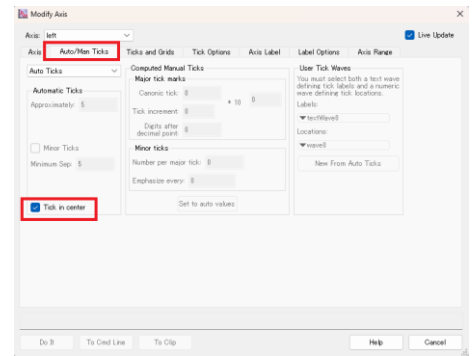 Modify Axis
Axis: left
Live Update
Axis Auto/Man Ticks Ticks and Grids Tick Options Axis Label Label Options Axis Range
Auto Ticks
Automatic Ticks
Approximately: 5
Minor Ticks
Minimum Sep: 5
Tick in center
Computed Manual Ticks
Major tick marks
Canonic tick: 0 * 10 0
Tick increment: 0
Digits after
decimal point: 0
Minor ticks
Number per major tick: 0
Emphasize every: 0
Set to auto values
User Tick Waves
You must select both a text wave
defining tick labels and a numeric
wave defining tick locations.
Labels:
textWave0
Locations:
wave0
New From Auto Ticks
Do It To Cmd Line To Clip Help Cancel